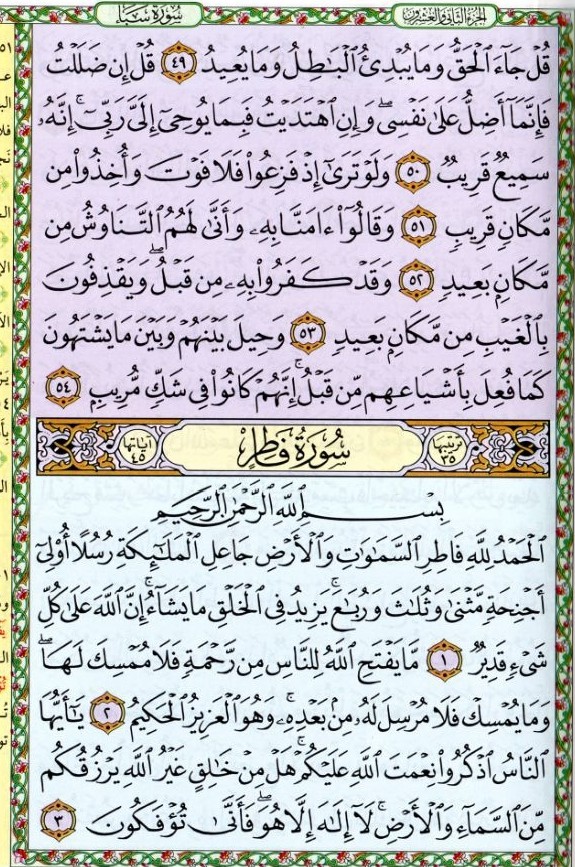 الجزء الثاني والعشرون
سورة سبأ
قُلْ جَآءَ ٱلْحَقُّ وَمَا يُبْدِئُ ٱلْبَٰطِلُ وَمَا يُعِيدُ ٤٩ قُلْ إِن ضَلَلْتُ
فَإِنَّمَآ أَضِلُّ عَلَىٰ نَفْسِى ۖ وَإِنِ ٱهْتَدَيْتُ فَبِمَا يُوحِىٓ إِلَىَّ رَبِّىٓ ۚ إِنَّهُۥ
سَمِيعٌ قَرِيبٌ ٥٠ وَلَوْ تَرَىٰٓ إِذْ فَزِعُوا۟ فَلَا فَوْتَ وَأُخِذُوا۟ مِن
مَّكَانٍ قَرِيبٍ ٥١ وَقَالُوٓا۟ ءَامَنَّا بِهِۦ وَأَنَّىٰ لَهُمُ ٱلتَّنَاوُشُ مِن
مَّكَانٍۭ بَعِيدٍ ٥٢ وَقَدْ كَفَرُوا۟ بِهِۦ مِن قَبْلُ ۖ وَيَقْذِفُونَ
بِٱلْغَيْبِ مِن مَّكَانٍۭ بَعِيدٍ ٥٣ وَحِيلَ بَيْنَهُمْ وَبَيْنَ مَا يَشْتَهُونَ
كَمَا فُعِلَ بِأَشْيَاعِهِم مِّن قَبْلُ ۚ إِنَّهُمْ كَانُوا۟ فِى شَكٍّ مُّرِيبٍۭ ٥٤
ترتيبها ٣٥ سورة فاطر آياتها ٤٥
بِسْمِ ٱللَّهِ ٱلرَّحْمَٰنِ ٱلرَّحِيمِ
ٱلْحَمْدُ لِلَّهِ فَاطِرِ ٱلسَّمَٰوَٰتِ وَٱلْأَرْضِ جَاعِلِ ٱلْمَلَٰٓئِكَةِ رُسُلًا أُو۟لِىٓ
أَجْنِحَةٍ مَّثْنَىٰ وَثُلَٰثَ وَرُبَٰعَ ۚ يَزِيدُ فِى ٱلْخَلْقِ مَا يَشَآءُ ۚ إِنَّ ٱللَّهَ عَلَىٰ كُلِّ
شَىْءٍ قَدِيرٌ ١ مَّا يَفْتَحِ ٱللَّهُ لِلنَّاسِ مِن رَّحْمَةٍ فَلَا مُمْسِكَ لَهَا ۖ
وَمَا يُمْسِكْ فَلَا مُرْسِلَ لَهُۥ مِنۢ بَعْدِهِۦ ۚ وَهُوَ ٱلْعَزِيزُ ٱلْحَكِيمُ ٢ يَٰٓأَيُّهَا
ٱلنَّاسُ ٱذْكُرُوا۟ نِعْمَتَ ٱللَّهِ عَلَيْكُمْ ۚ هَلْ مِنْ خَٰلِقٍ غَيْرُ ٱللَّهِ يَرْزُقُكُم
مِّنَ ٱلسَّمَآءِ وَٱلْأَرْضِ ۚ لَآ إِلَٰهَ إِلَّا هُوَ ۖ فَأَنَّىٰ تُؤْفَكُونَ ٣